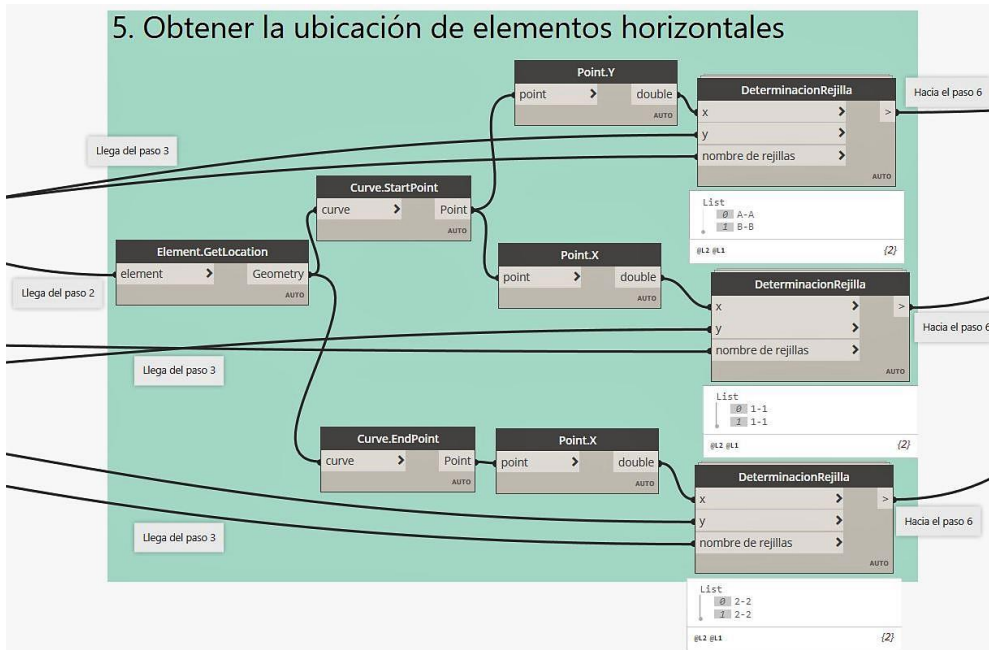 5. Obtener la ubicación de elementos horizontales
Point.Y
point > double
AUTO
DeterminacionRejilla
x > >
y >
nombre de rejillas >
AUTO
Hacia el paso 6
List
0 A-A
1 B-B
@L2 @L1 {2}
Llega del paso 3
Curve.StartPoint
curve > Point
AUTO
Element.GetLocation
element > Geometry
AUTO
Llega del paso 2
Point.X
point > double
AUTO
DeterminacionRejilla
x > >
y >
nombre de rejillas >
AUTO
Hacia el paso 6
List
0 1-1
1 1-1
@L2 @L1 {2}
Llega del paso 3
Curve.EndPoint
curve > Point
AUTO
Point.X
point > double
AUTO
DeterminacionRejilla
x > >
y >
nombre de rejillas >
AUTO
Hacia el paso 6
Llega del paso 3
List
0 2-2
1 2-2
@L2 @L1 {2}